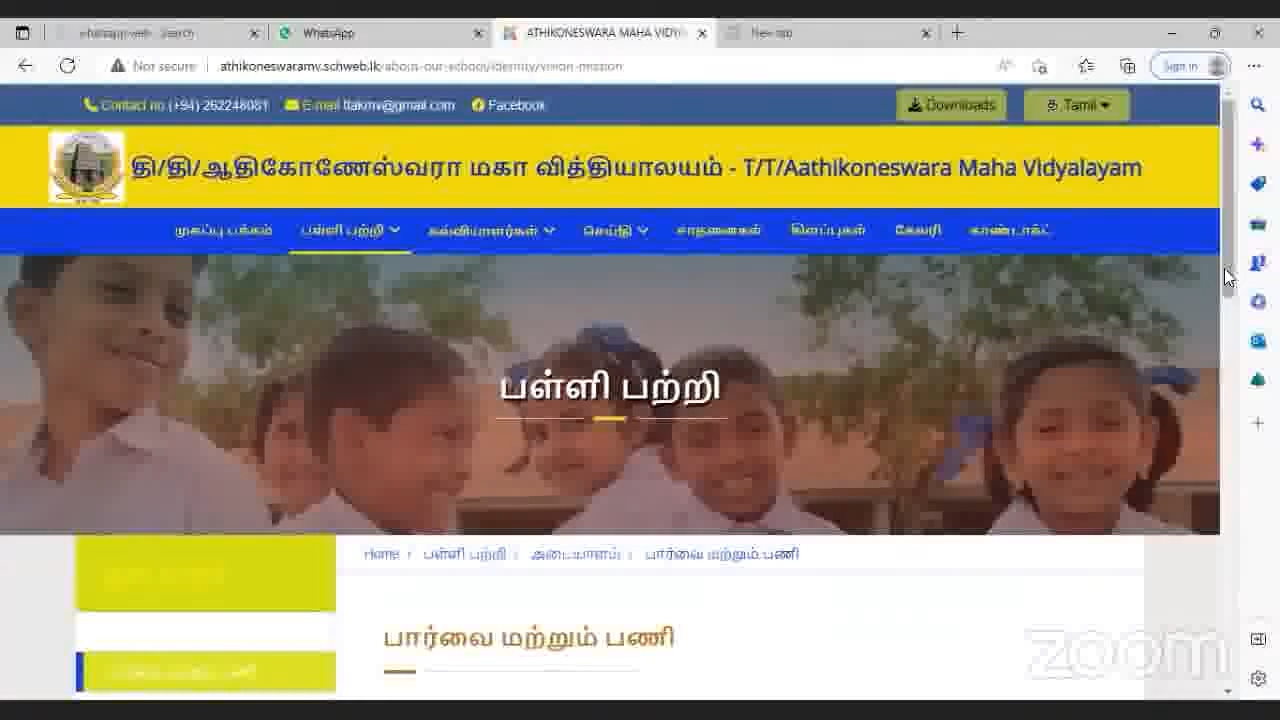 whatsapp web - Search
WhatsApp
ATHIKONESWARA MAHA VIDY
New tab
Not secure
athikoneswaramv.schweb.lk/about-our-school/identity/vision-mission
Sign in
Contact no (+94) 262248081
E-mail ttakmv@gmail.com
Facebook
Downloads
த Tamil
தி/தி/ஆதிகோணேஸ்வரா மகா வித்தியாலயம் - T/T/Aathikoneswara Maha Vidyalayam
முகப்பு பக்கம்
பள்ளி பற்றி
கல்வியாளர்கள்
செய்தி
சாதனைகள்
கிளப்புகள்
கேலரி
காண்டாக்ட்
பள்ளி பற்றி
Home / பள்ளி பற்றி / அடையாளம் / பார்வை மற்றும் பணி
பார்வை மற்றும் பணி
zoom